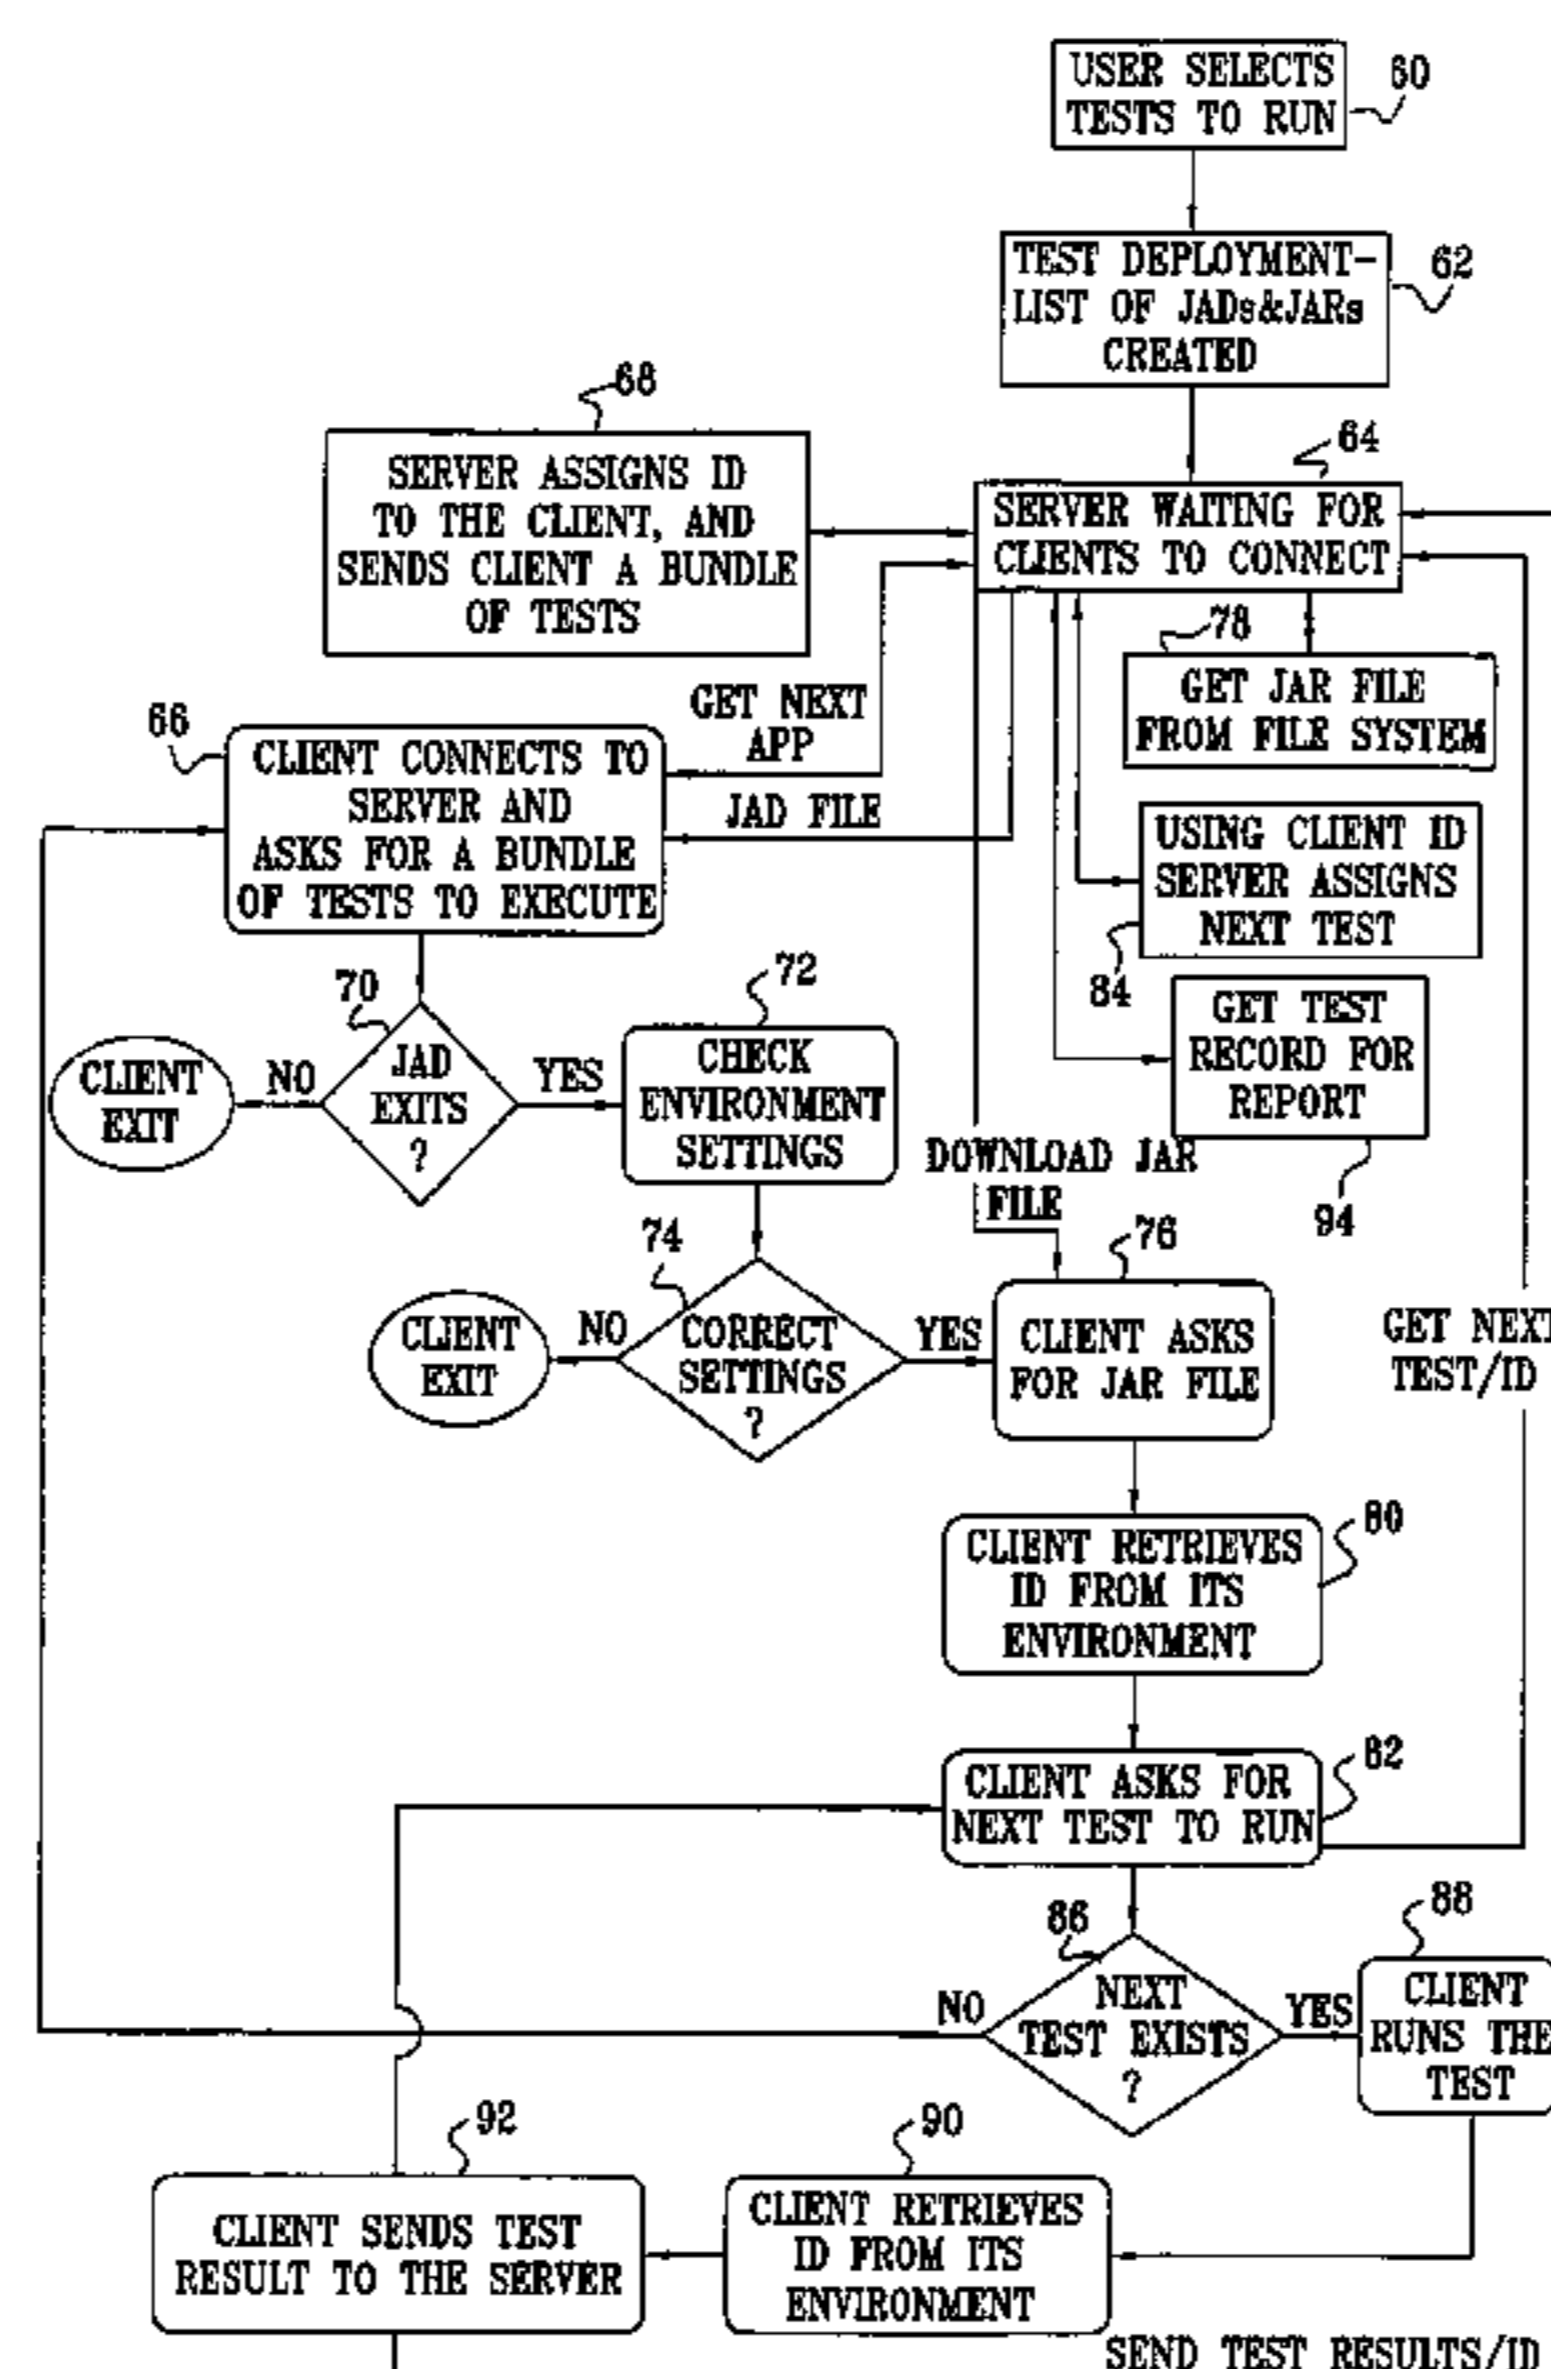 USER SELECTS
TESTS TO RUN
60
TEST DEPLOYMENT-
LIST OF JADs&JARs
CREATED
62
68
SERVER ASSIGNS ID
TO THE CLIENT, AND
SENDS CLIENT A BUNDLE
OF TESTS
64
SERVER WAITING FOR
CLIENTS TO CONNECT
78
GET JAR FILE
FROM FILE SYSTEM
GET NEXT
APP
66
CLIENT CONNECTS TO
SERVER AND
ASKS FOR A BUNDLE
OF TESTS TO EXECUTE
JAD FILE
USING CLIENT ID
SERVER ASSIGNS
NEXT TEST
84
70
JAD
EXITS
?
NO
CLIENT
EXIT
YES
72
CHECK
ENVIRONMENT
SETTINGS
GET TEST
RECORD FOR
REPORT
94
DOWNLOAD JAR
FILE
74
CORRECT
SETTINGS
?
NO
CLIENT
EXIT
YES
76
CLIENT ASKS
FOR JAR FILE
GET NEXT
TEST/ID
80
CLIENT RETRIEVES
ID FROM ITS
ENVIRONMENT
82
CLIENT ASKS FOR
NEXT TEST TO RUN
86
NEXT
TEST EXISTS
?
NO
YES
88
CLIENT
RUNS THE
TEST
92
CLIENT SENDS TEST
RESULT TO THE SERVER
90
CLIENT RETRIEVES
ID FROM ITS
ENVIRONMENT
SEND TEST RESULTS/ID